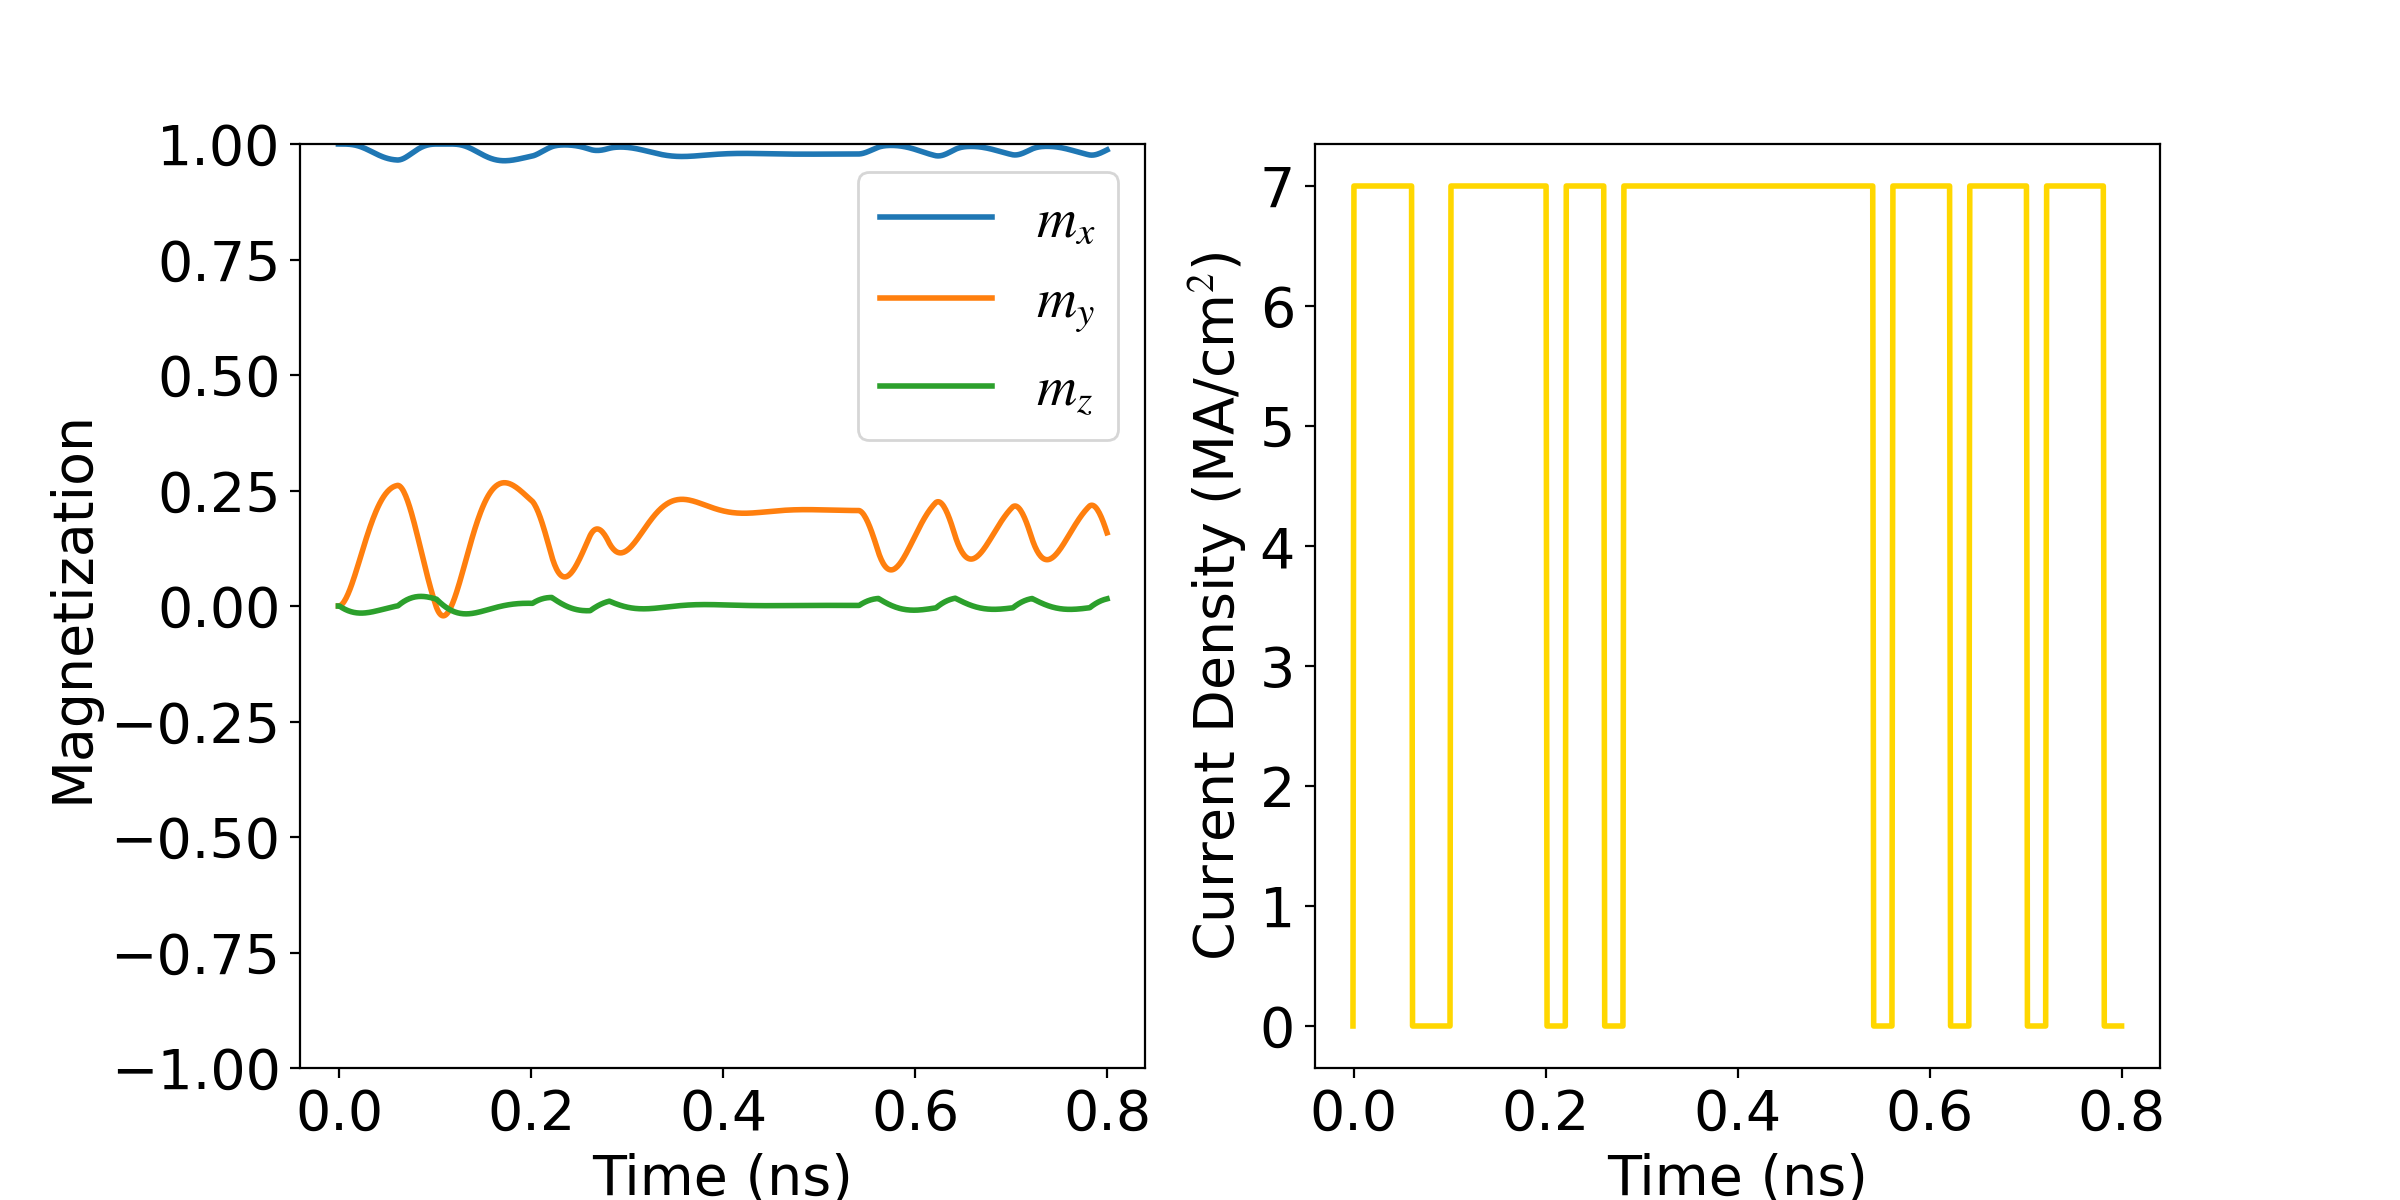 Magnetization
1.00
0.75
0.50
0.25
0.00
−0.25
−0.50
−0.75
−1.00
0.0 0.2 0.4 0.6 0.8
Time (ns)
m_x
m_y
m_z
Current Density (MA/cm²)
7
6
5
4
3
2
1
0
0.0 0.2 0.4 0.6 0.8
Time (ns)